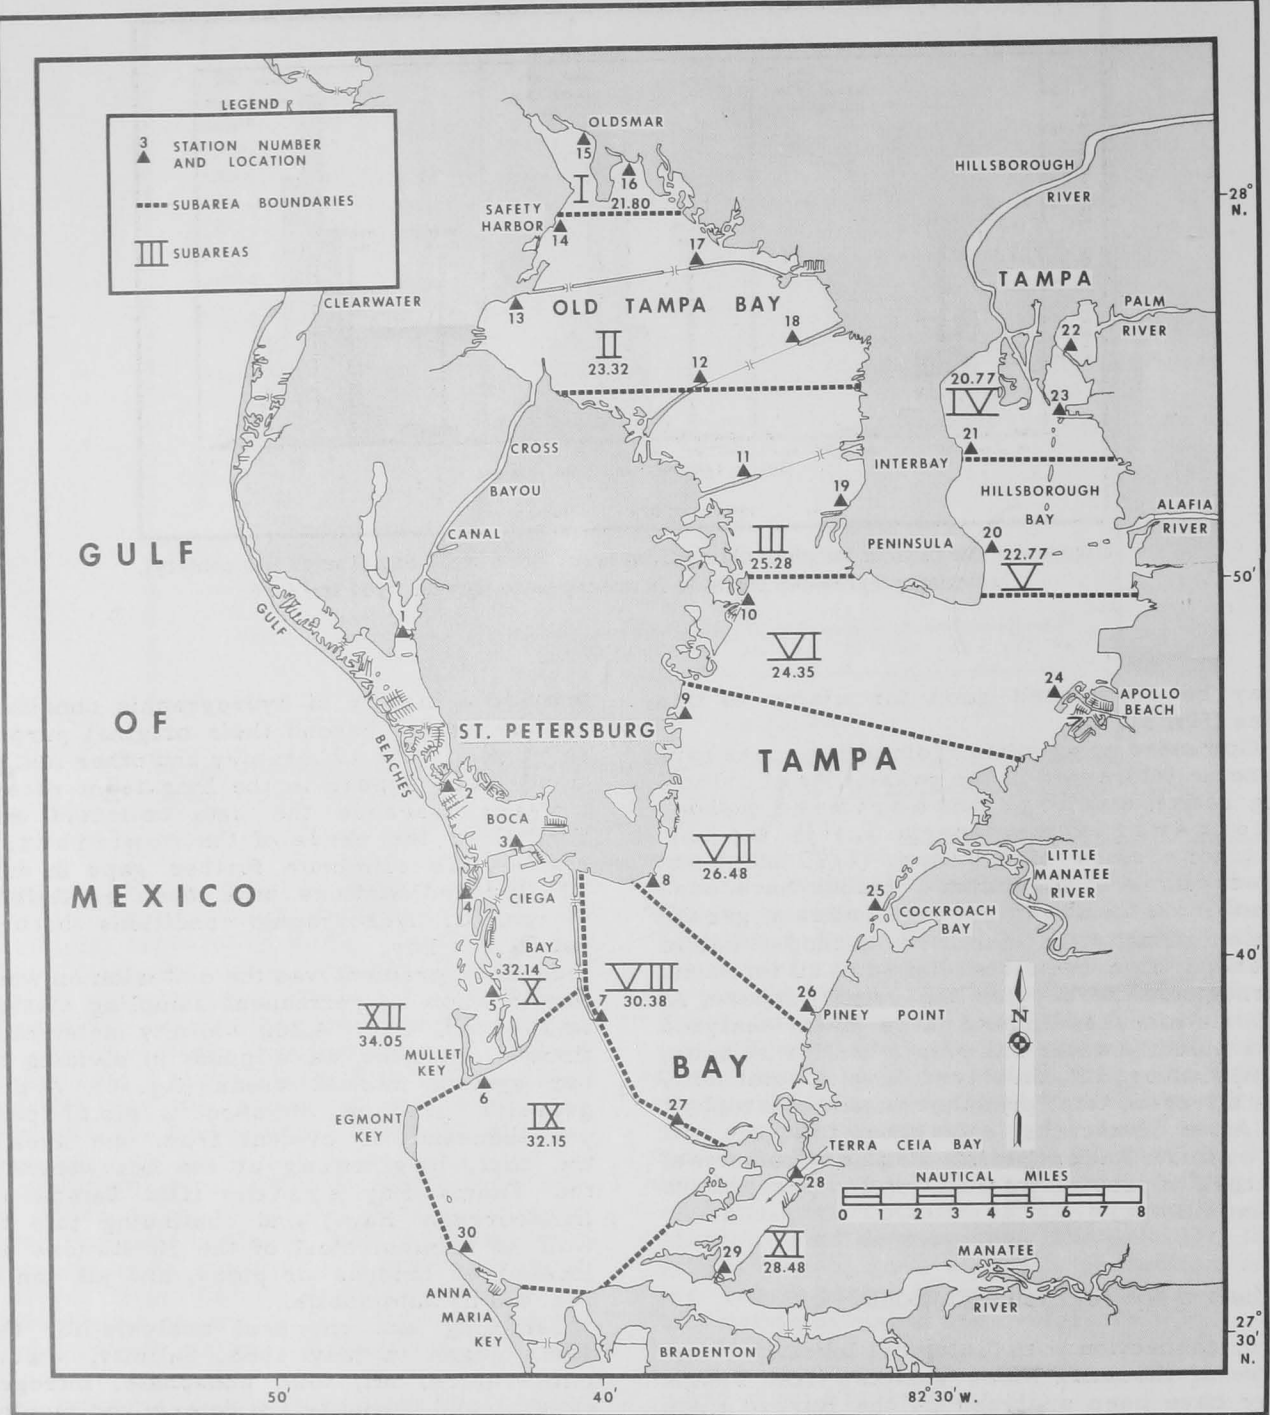 LEGEND
3 STATION NUMBER
AND LOCATION
SUBAREA BOUNDARIES
III SUBAREAS
OLDSMAR
15
16
I
21.80
SAFETY
HARBOR
14
17
HILLSBOROUGH
RIVER
28°
N.
CLEARWATER
13
OLD TAMPA BAY
18
TAMPA
PALM
RIVER
22
II
23.32
12
20.77
IV
23
CROSS
BAYOU
CANAL
11
19
INTERBAY
PENINSULA
21
HILLSBOROUGH
BAY
ALAFIA
RIVER
20
22.77
V
III
25.28
50'
GULF
OF
MEXICO
GULF
BEACHES
1
10
VI
24.35
24
APOLLO
BEACH
9
ST. PETERSBURG
TAMPA
BAY
2
BOCA
3
CIEGA
BAY
4
VII
26.48
8
LITTLE
MANATEE
RIVER
25
COCKROACH
BAY
40'
32.14
X
5
VIII
30.38
7
26
PINEY POINT
N
XII
34.05
MULLET
KEY
6
EGMONT
KEY
IX
32.15
27
TERRA CEIA BAY
28
NAUTICAL MILES
0 1 2 3 4 5 6 7 8
30
29
XI
28.48
MANATEE
RIVER
ANNA
MARIA
KEY
BRADENTON
27°
30'
N.
50'
40'
82°30'W.